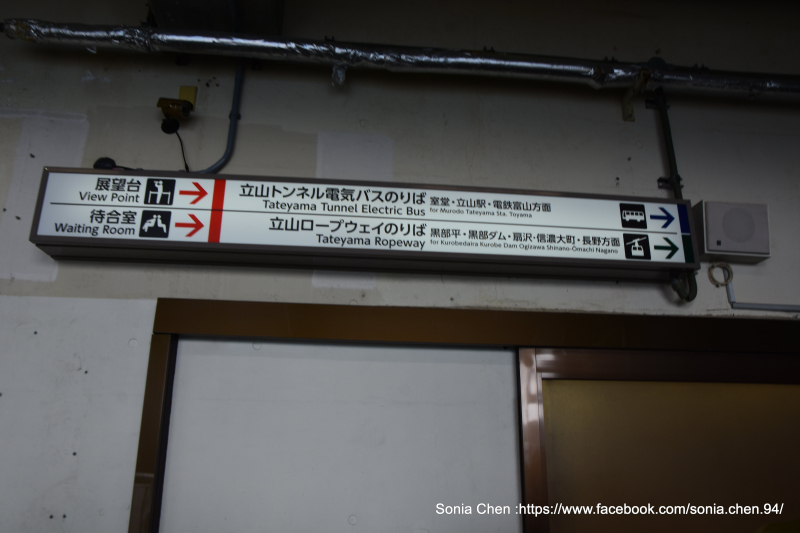 展望台
View Point
待合室
Waiting Room
立山トンネル電気バスのりば 室堂・立山駅・電鉄富山方面
Tateyama Tunnel Electric Bus for Murodo Tateyama Sta. Toyama
立山ロープウェイのりば 黒部平・黒部ダム・扇沢・信濃大町・長野方面
Tateyama Ropeway for Kurobedaira Kurobe Dam Ogizawa Shinano-Ōmachi Nagano
Sonia Chen :https://www.facebook.com/sonia.chen.94/